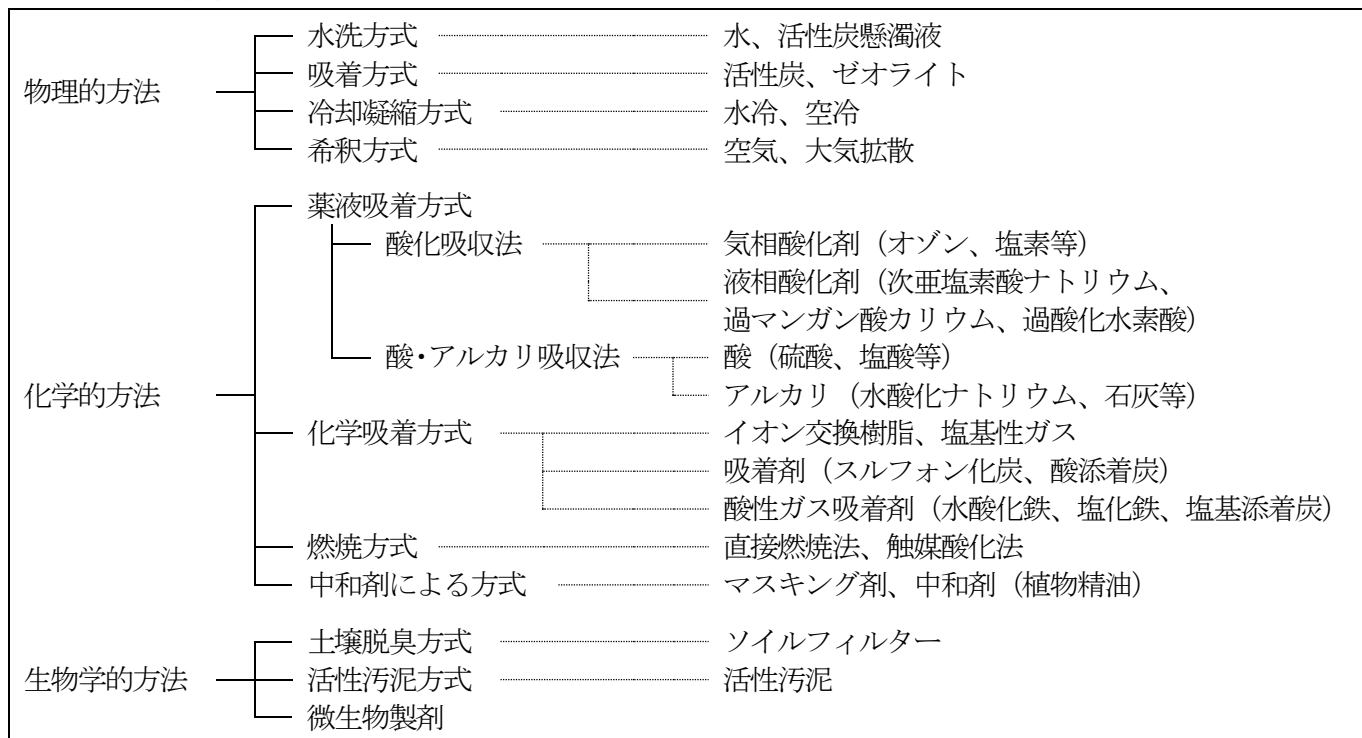 物理的方法
水洗方式 水、活性炭懸濁液
吸着方式 活性炭、ゼオライト
冷却凝縮方式 水冷、空冷
希釈方式 空気、大気拡散
化学的方法
薬液吸着方式
酸化吸収法 気相酸化剤（オゾン、塩素等）
液相酸化剤（次亜塩素酸ナトリウム、
過マンガン酸カリウム、過酸化水素酸）
酸・アルカリ吸収法 酸（硫酸、塩酸等）
アルカリ（水酸化ナトリウム、石灰等）
化学吸着方式 イオン交換樹脂、塩基性ガス
吸着剤（スルフォン化炭、酸添着炭）
酸性ガス吸着剤（水酸化鉄、塩化鉄、塩基添着炭）
燃焼方式 直接燃焼法、触媒酸化法
中和剤による方式 マスキング剤、中和剤（植物精油）
生物学的方法
土壌脱臭方式 ソイルフィルター
活性汚泥方式 活性汚泥
微生物製剤